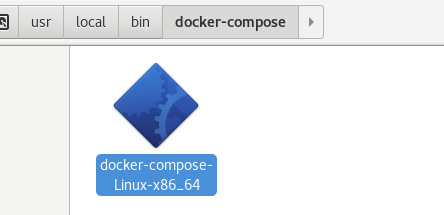 usr local bin docker-compose
docker-compose-
Linux-x86_64